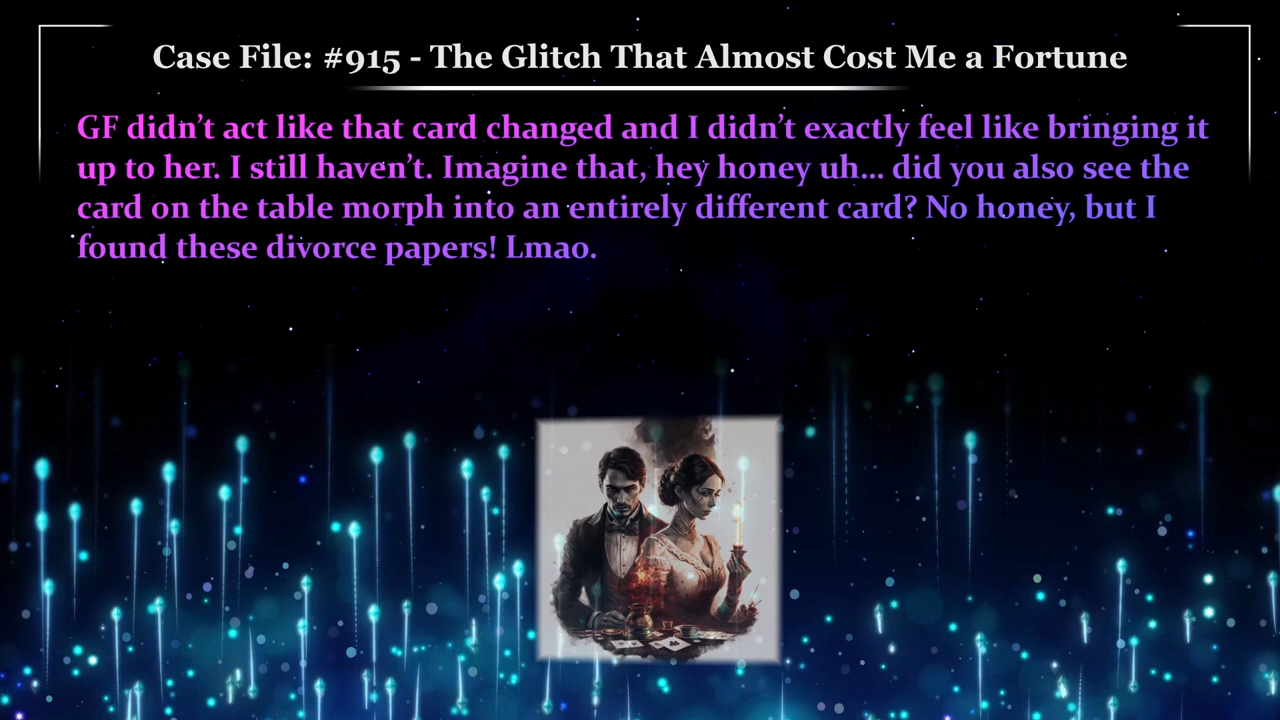 Case File: #915 - The Glitch That Almost Cost Me a Fortune
GF didn’t act like that card changed and I didn’t exactly feel like bringing it
up to her. I still haven’t. Imagine that, hey honey uh... did you also see the
card on the table morph into an entirely different card? No honey, but I
found these divorce papers! Lmao.